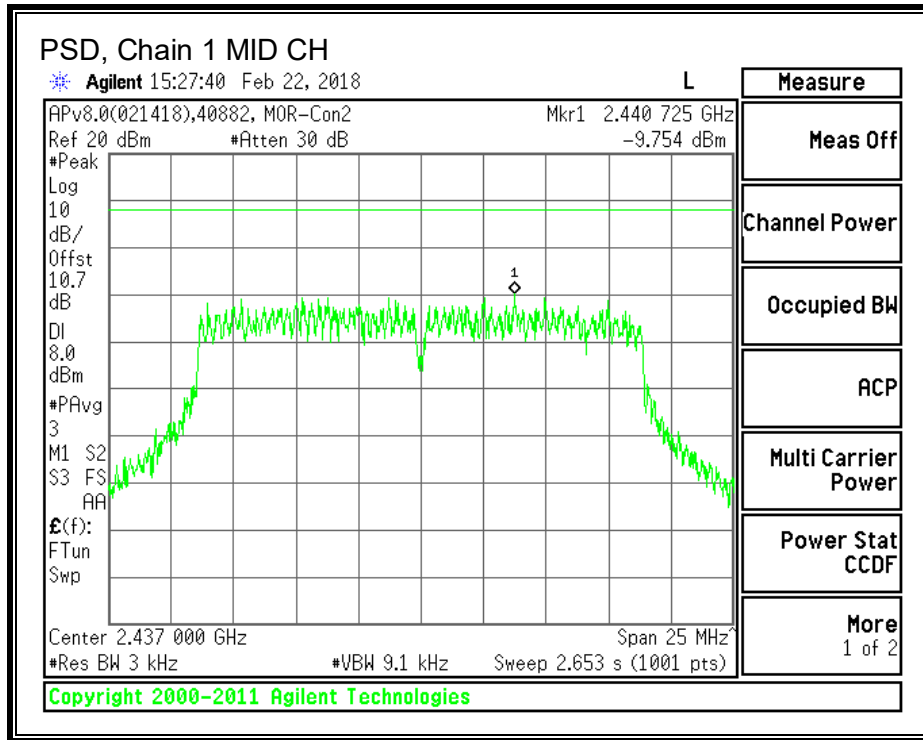 PSD, Chain 1 MID CH
Agilent 15:27:40 Feb 22, 2018 L
APv8.0(021418),40882, MOR-Con2 Mkr1 2.440 725 GHz
Ref 20 dBm #Atten 30 dB -9.754 dBm
#Peak
Log
10
dB/
Offst
10.7
dB
DI
8.0
dBm
#PAvg
3
M1 S2
S3 FS
AA
£(f):
FTun
Swp
1
Center 2.437 000 GHz Span 25 MHz^
#Res BW 3 kHz #VBW 9.1 kHz Sweep 2.653 s (1001 pts)
Copyright 2000-2011 Agilent Technologies
Measure
Meas Off
Channel Power
Occupied BW
ACP
Multi Carrier
Power
Power Stat
CCDF
More
1 of 2